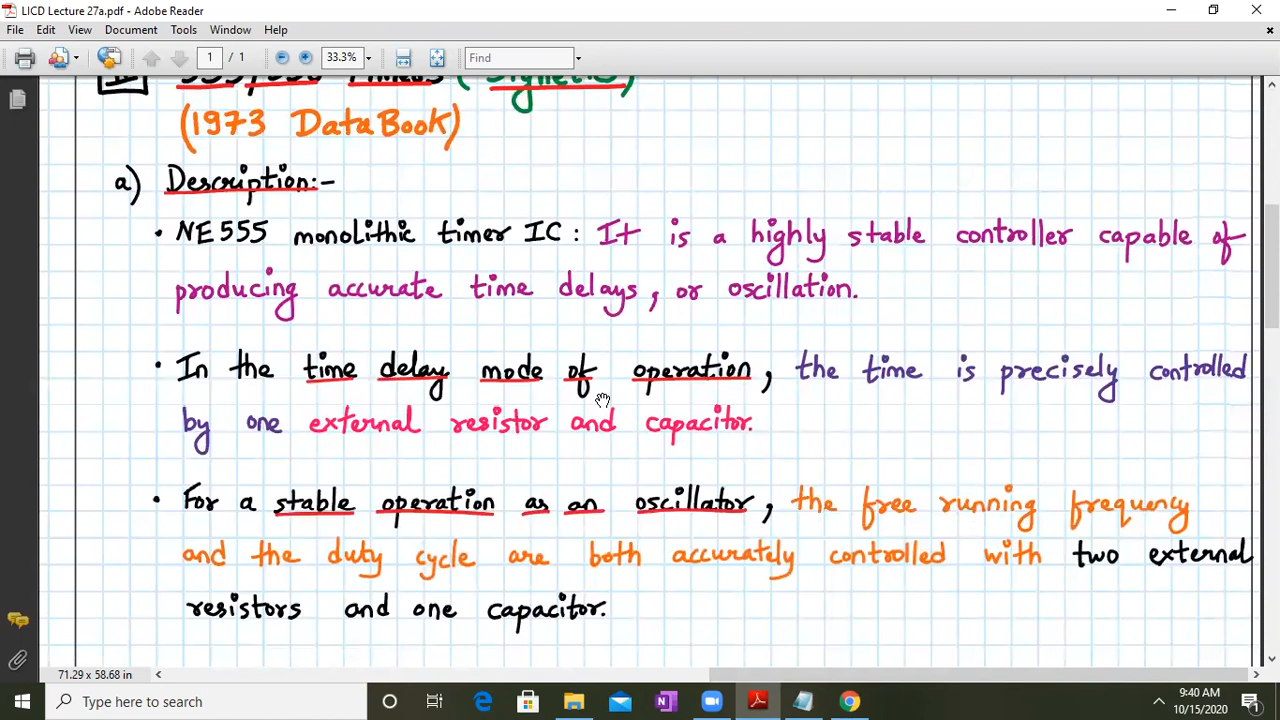 LICD Lecture 27a.pdf - Adobe Reader
File Edit View Document Tools Window Help
1 / 1 33.3% Find
(1973 DataBook)
a) Description:-
• NE555 monolithic timer IC : It is a highly stable controller capable of
producing accurate time delays, or oscillation.
• In the time delay mode of operation, the time is precisely controlled
by one external resistor and capacitor.
• For a stable operation as an oscillator, the free running frequency
and the duty cycle are both accurately controlled with two external
resistors and one capacitor.
71.29 x 58.68 in
Type here to search
9:40 AM
10/15/2020